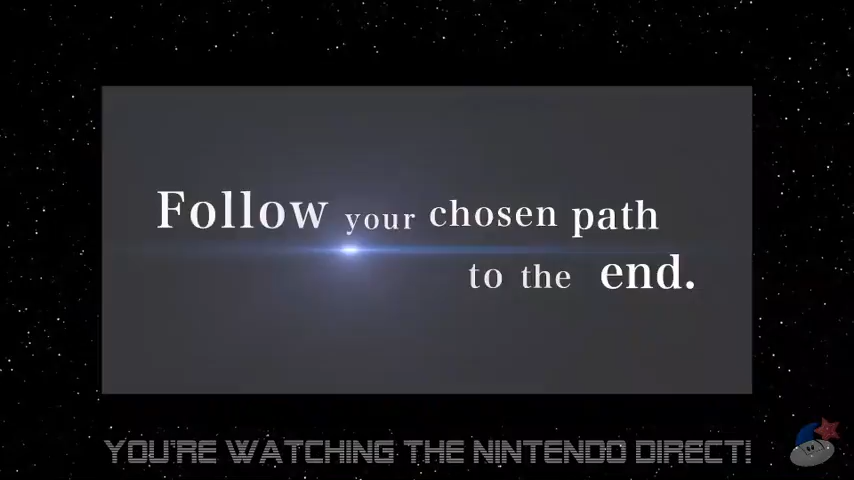 Follow your chosen path
to the end.
YOU'RE WATCHING THE NINTENDO DIRECT!